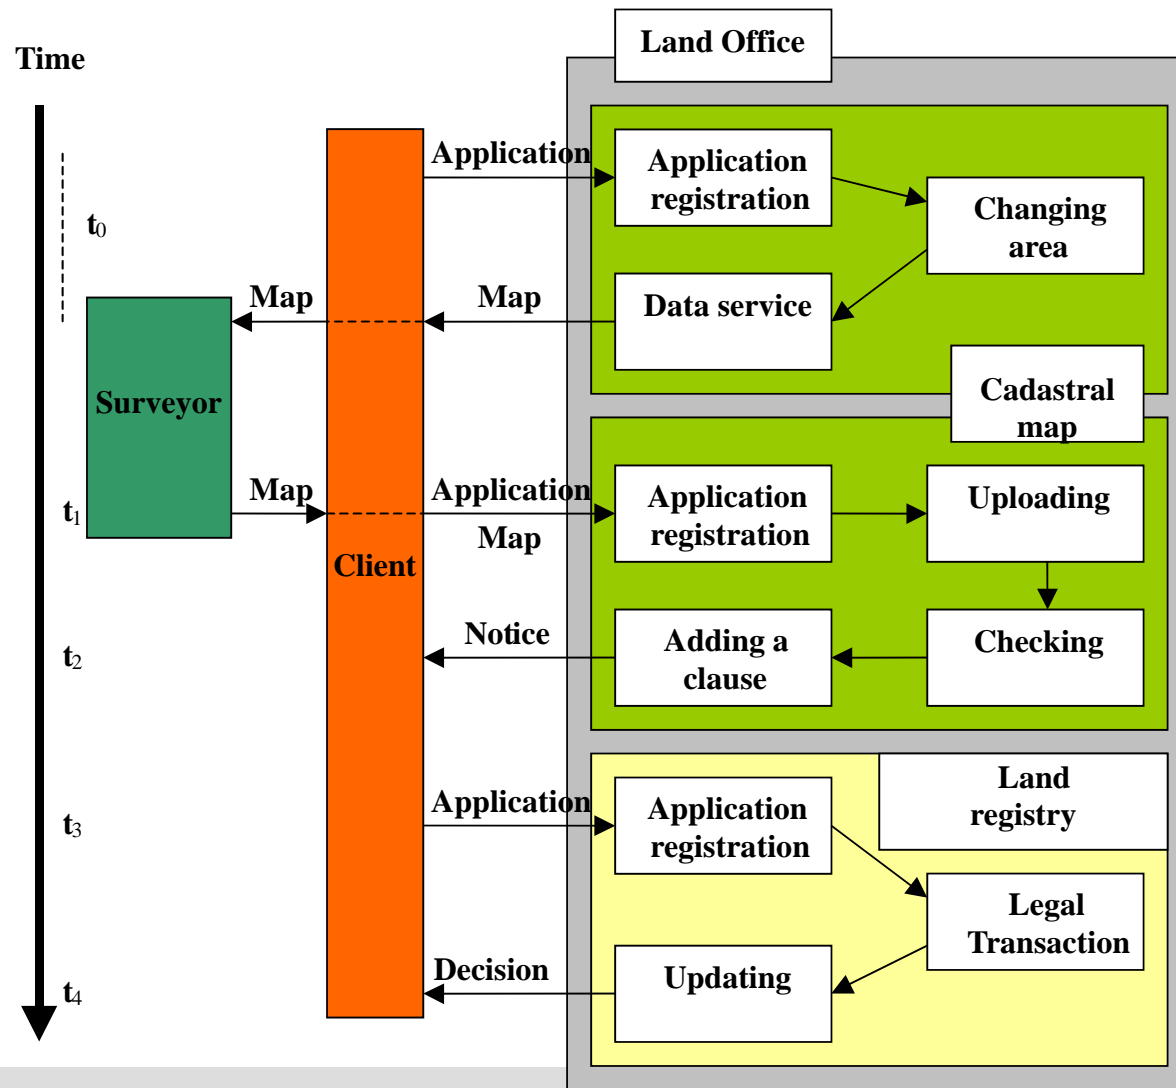 Land Office
Time
Application
Application
registration
Changing
area
t₀
Map
Map
Data service
Surveyor
Cadastral
map
Map
Application
Application
registration
Uploading
t₁
Map
Client
Notice
Adding a
clause
Checking
t₂
Land
registry
Application
Application
registration
t₃
Legal
Transaction
Decision
Updating
t₄